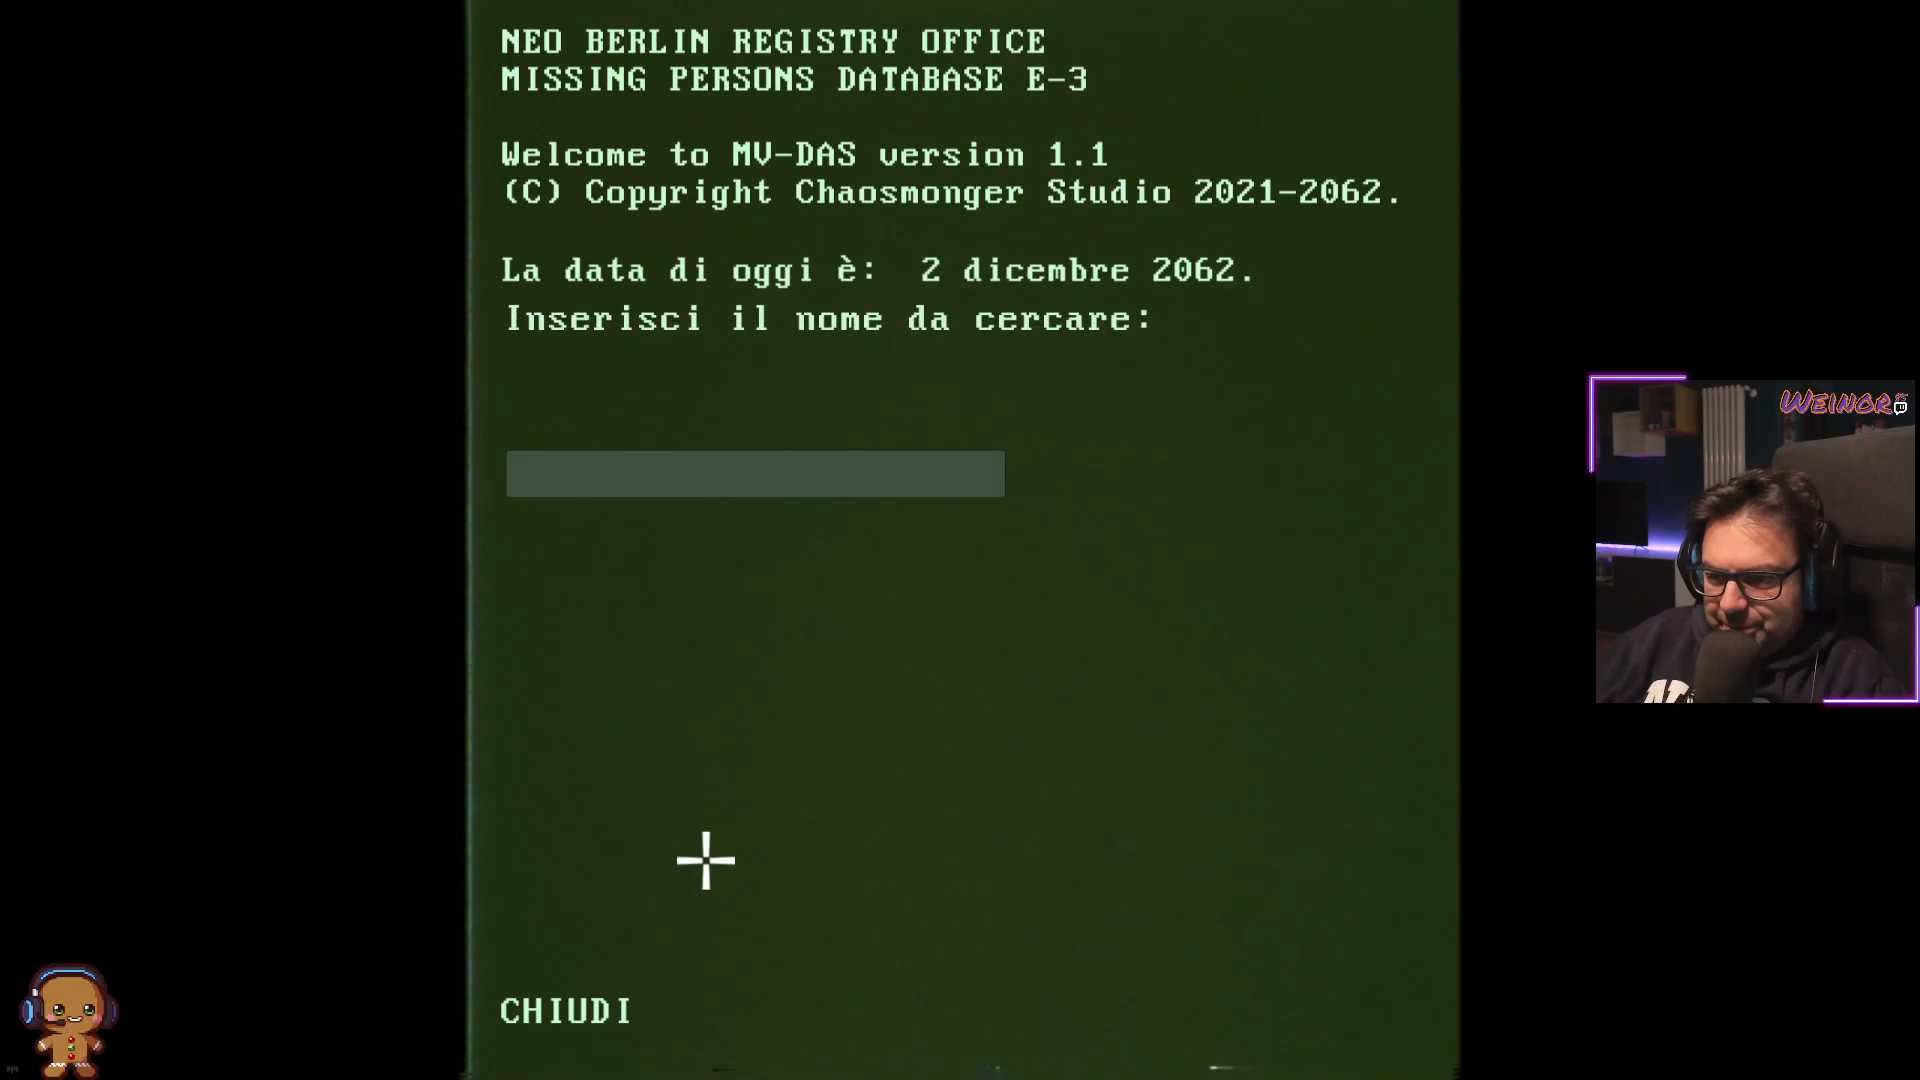 NEO BERLIN REGISTRY OFFICE
MISSING PERSONS DATABASE E-3
Welcome to MV-DAS version 1.1
(C) Copyright Chaosmonger Studio 2021-2062.
La data di oggi è: 2 dicembre 2062.
Inserisci il nome da cercare:
WEINOR
CHIUDI